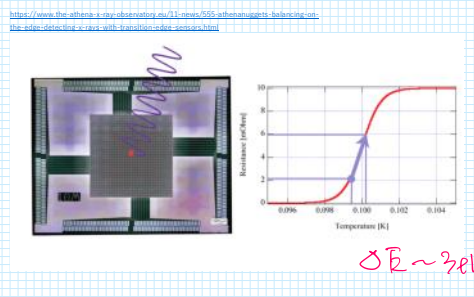 https://www.the-athena-x-ray-observatory.eu/11-news/555-athenanuggets-balancing-on-
the-edge-detecting-x-rays-with-transition-edge-sensors.html
10
8
6
4
2
0
Resistance [mOhm]
0.096 0.098 0.100 0.102 0.104
Temperature [K]
δE ~ 3e